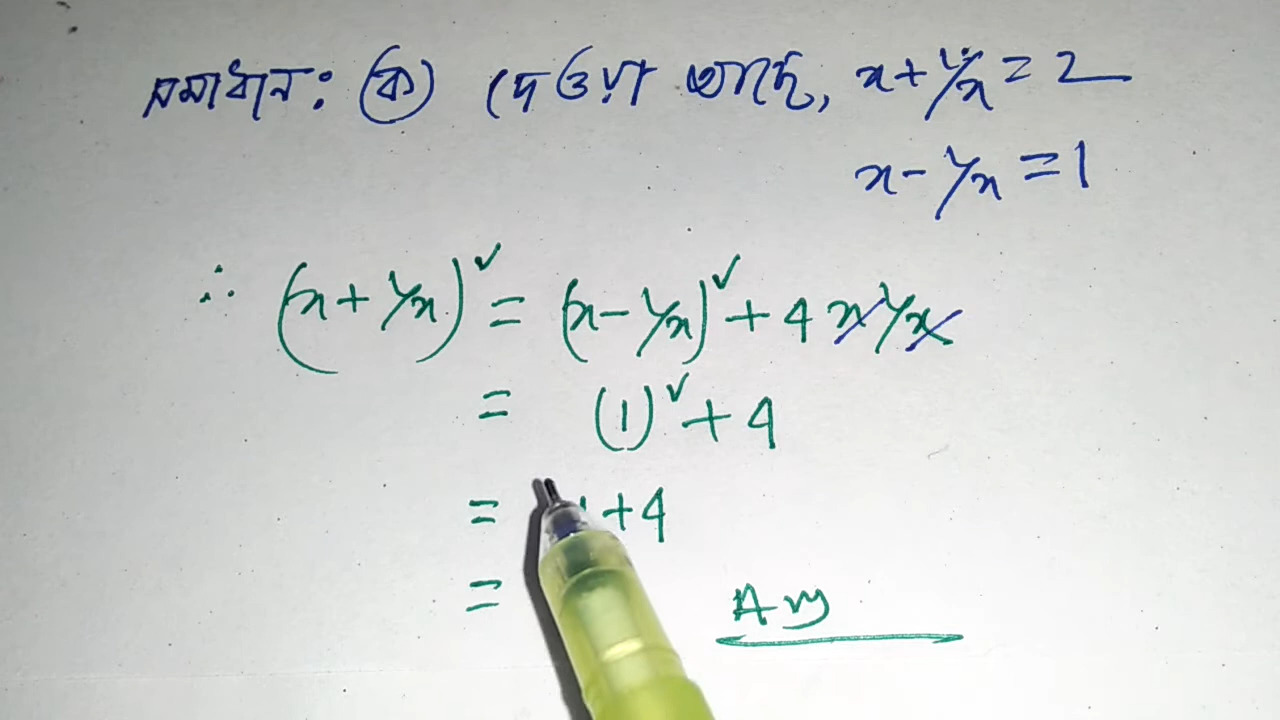 সমাধান: (ক) দেওয়া আছে, x + 1/x = 2
x - 1/x = 1
∴ (x + 1/x)² = (x - 1/x)² + 4 x 1/x
= (1)² + 4
= + 4
=
Ans